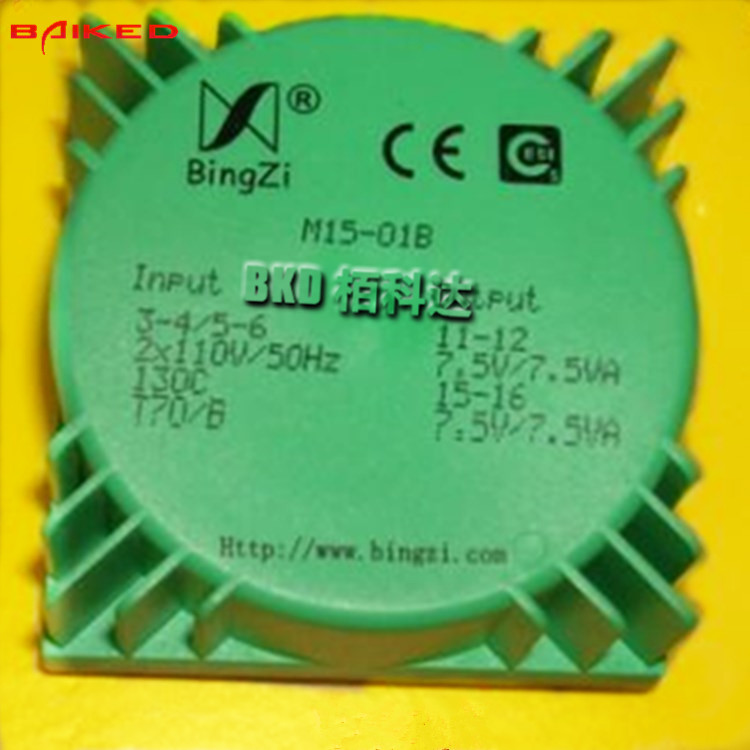 BAIKED
®
BingZi
CE
M15-01B
Input
BKD 栢科达
Output
3-4/5-6
2x110V/50Hz
130C
T70/B
11-12
7.5V/7.5VA
15-16
7.5V/7.5VA
Http://www.bingzi.com